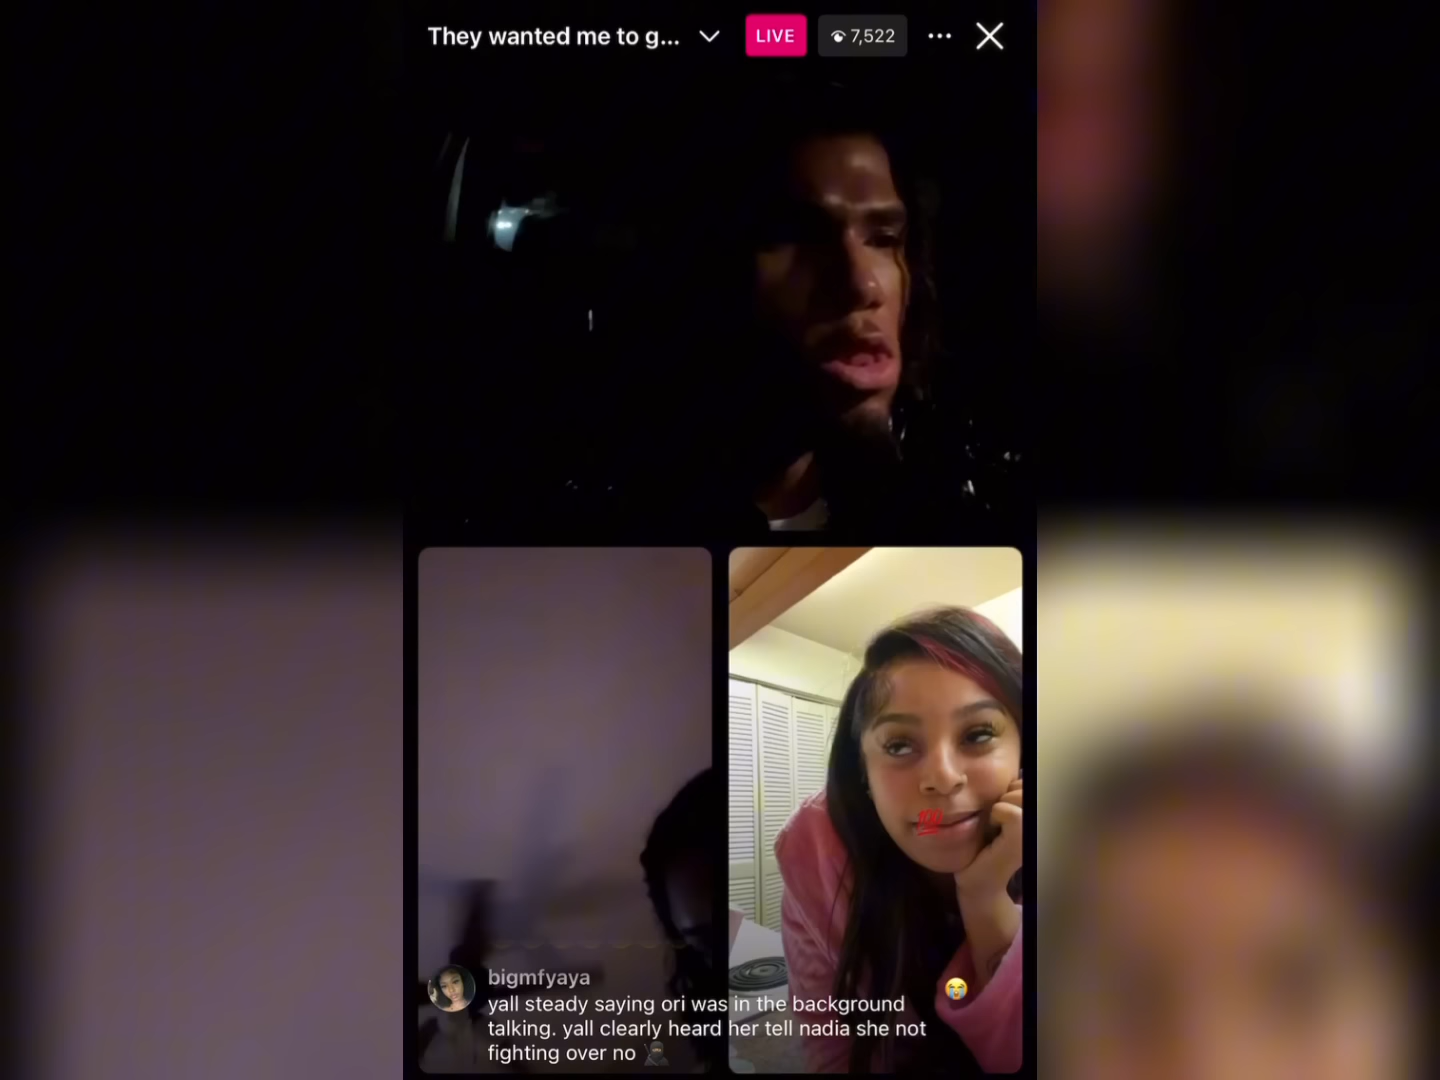 They wanted me to g...
LIVE
7,522
bigmfyaya
yall steady saying ori was in the background
talking. yall clearly heard her tell nadia she not
fighting over no 🥷🏿
💯